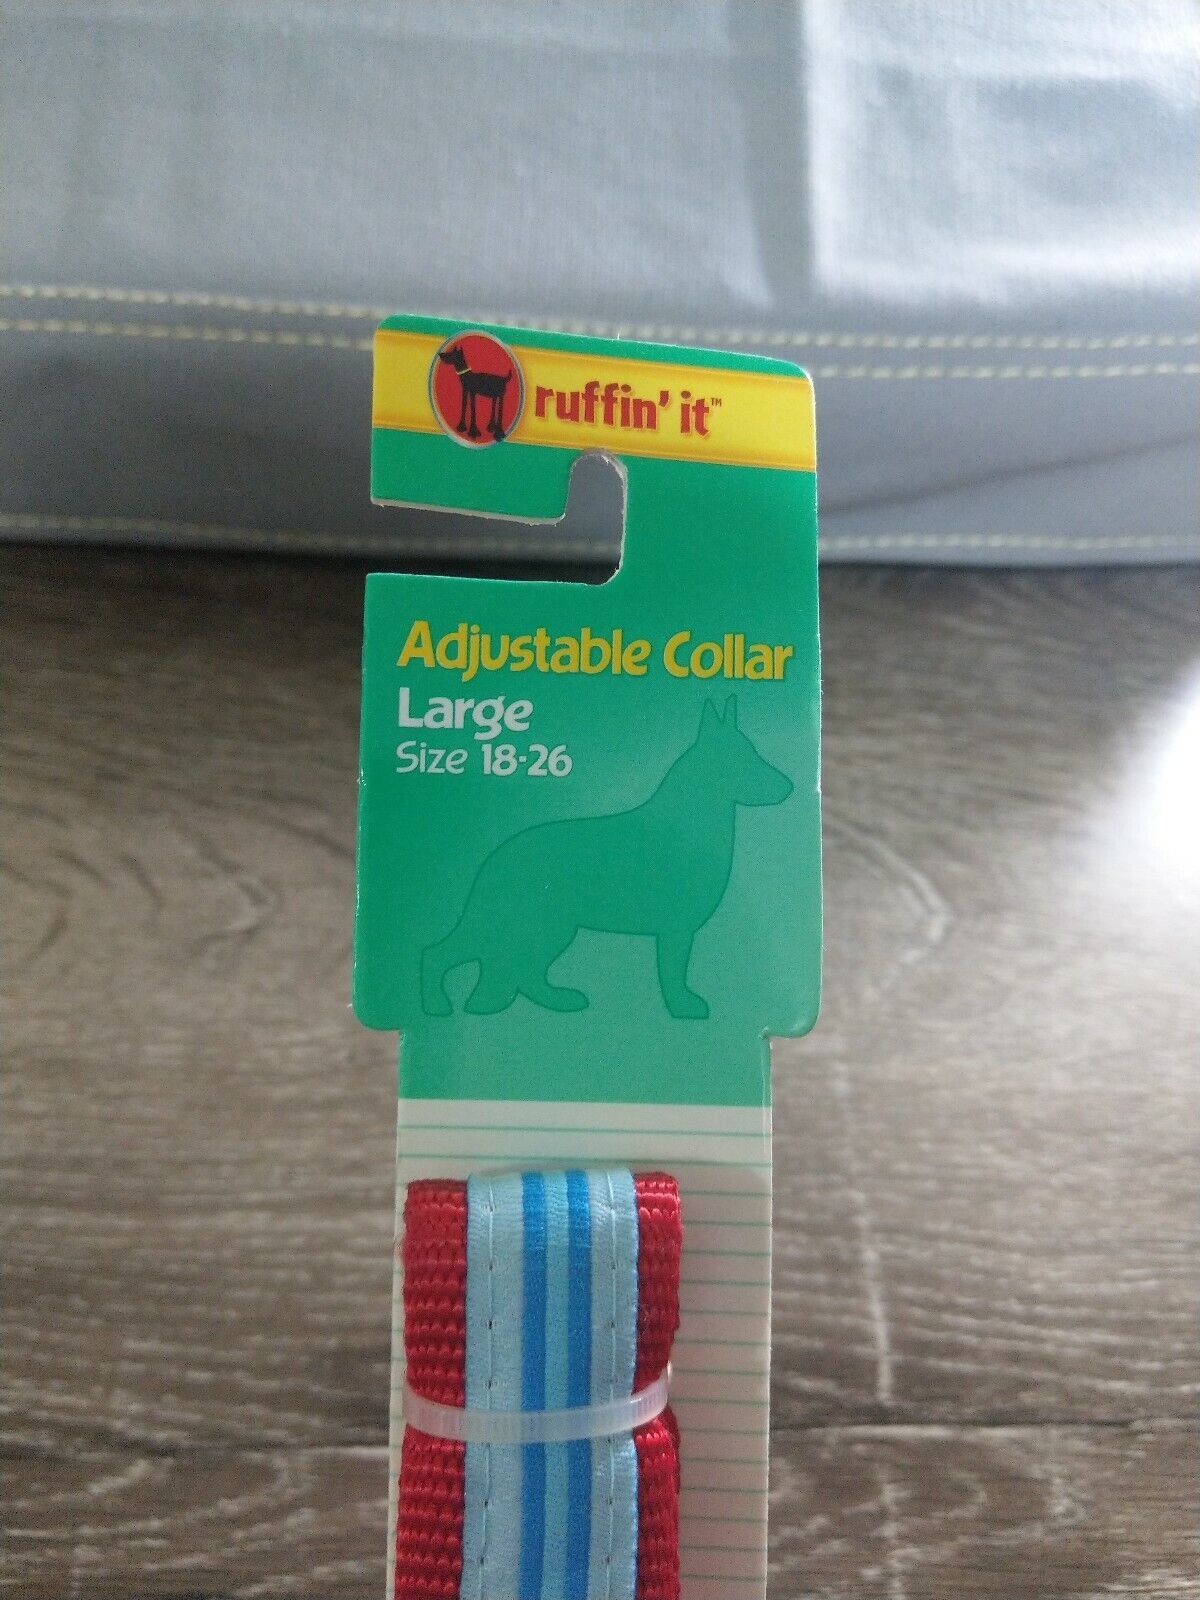 ruffin' it™
Adjustable Collar
Large
Size 18-26